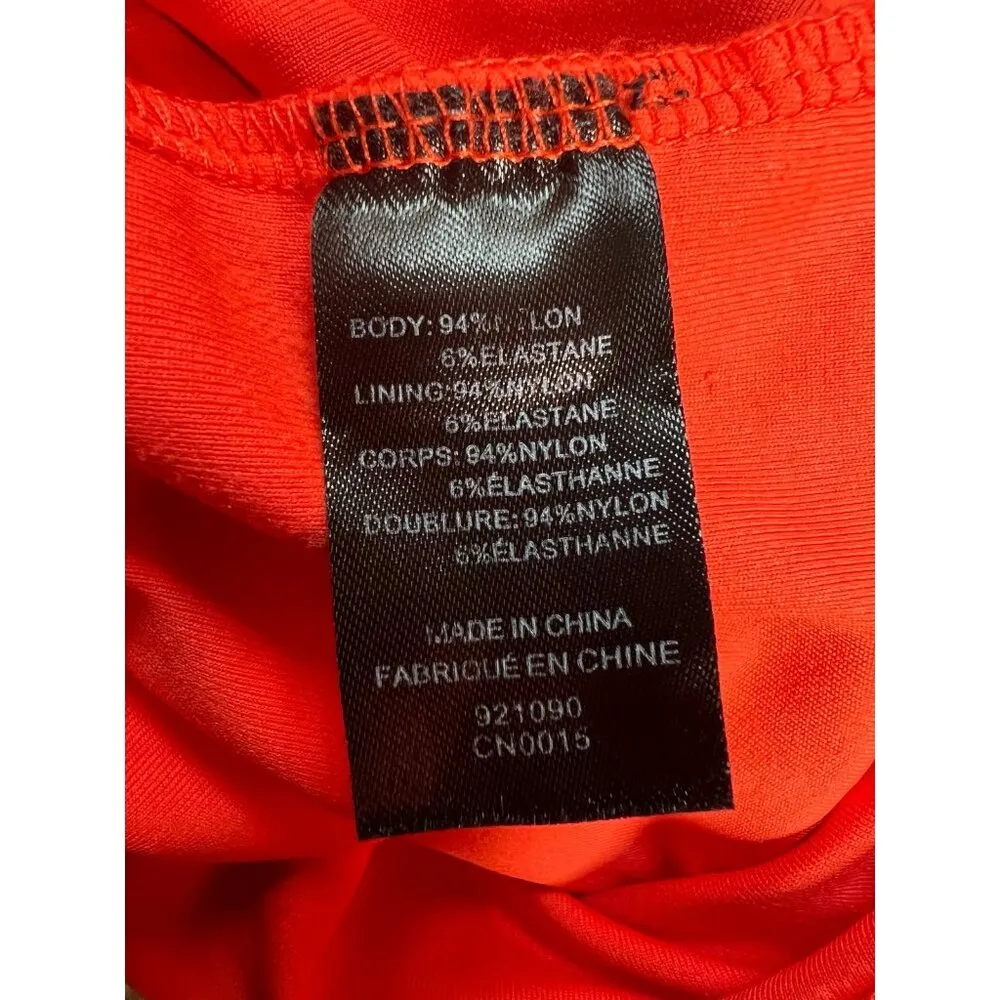 BODY: 94%NYLON
6%ELASTANE
LINING:94%NYLON
6%ELASTANE
CORPS: 94%NYLON
6%ÉLASTHANNE
DOUBLURE:94%NYLON
6%ÉLASTHANNE
MADE IN CHINA
FABRIQUÉ EN CHINE
921090
CN0015